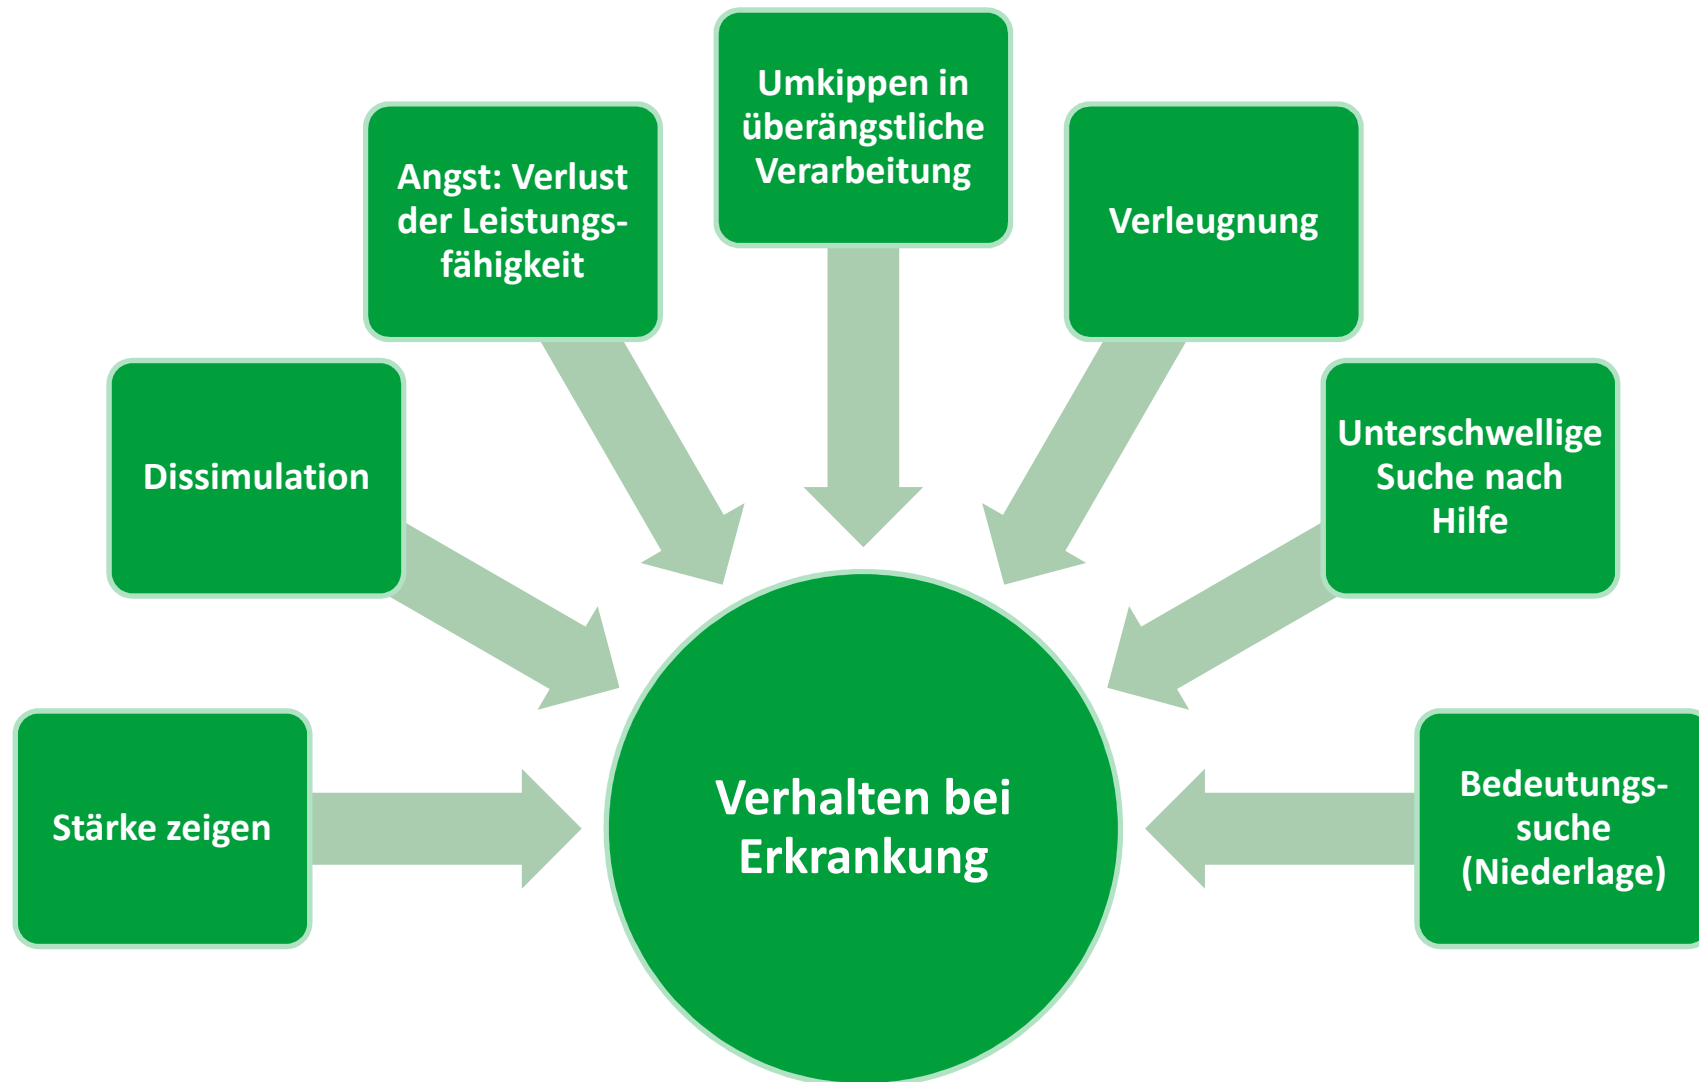 Umkippen in
überängstliche
Verarbeitung
Angst: Verlust
der Leistungs-
fähigkeit
Verleugnung
Dissimulation
Unterschwellige
Suche nach
Hilfe
Stärke zeigen
Verhalten bei
Erkrankung
Bedeutungs-
suche
(Niederlage)